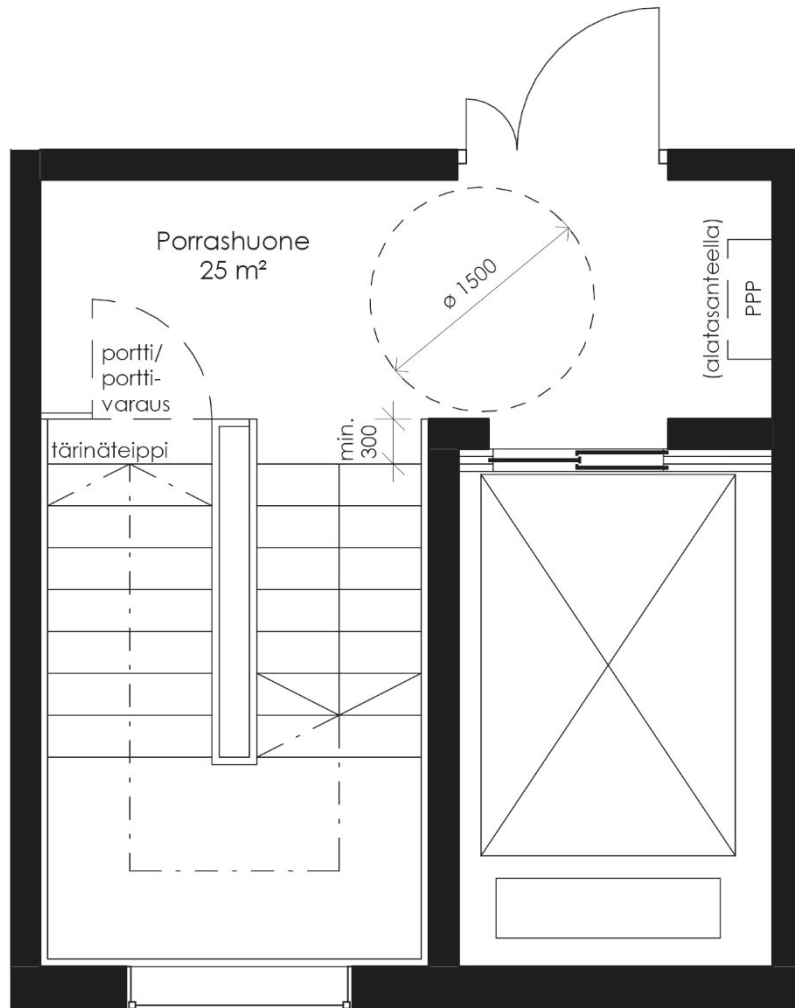 Porrashuone
25 m²
ø 1500
(alatasanteella)
PPP
portti/
portti-
varaus
tärinäteippi
min.
300